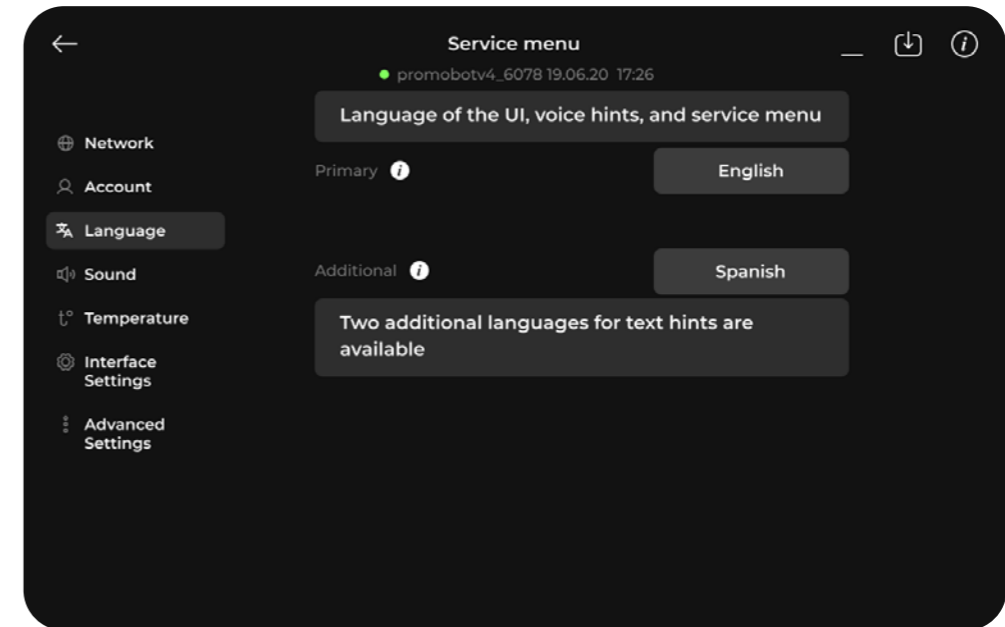 Service menu
promobotv4_6078 19.06.20 17:26
Language of the UI, voice hints, and service menu
Network
Account
Language
Sound
t° Temperature
Interface
Settings
Advanced
Settings
Primary i
English
Additional i
Spanish
Two additional languages for text hints are
available